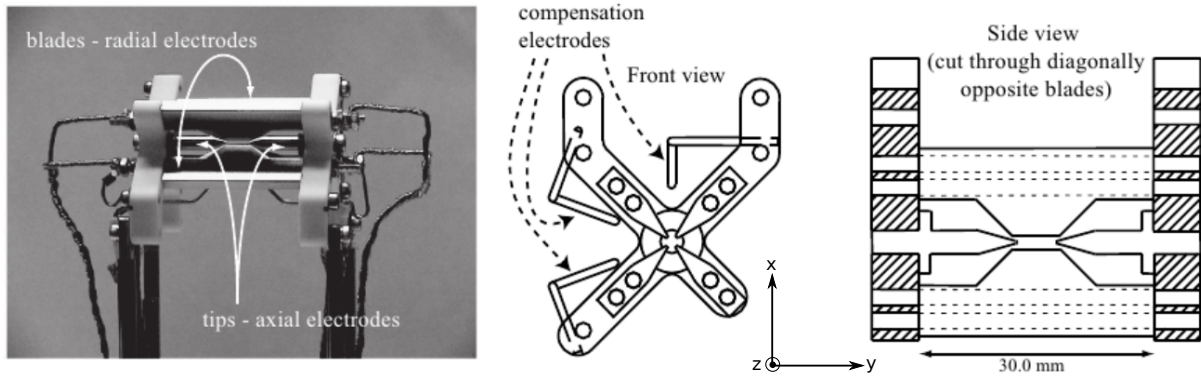 blades - radial electrodes
tips - axial electrodes
compensation
electrodes
Front view
x
z
y
Side view
(cut through diagonally
opposite blades)
30.0 mm